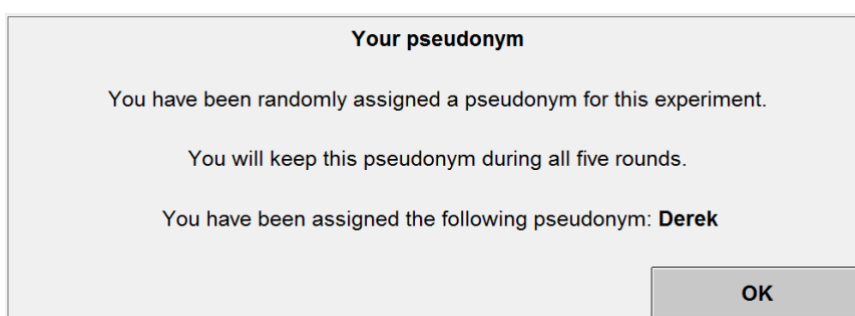 Your pseudonym
You have been randomly assigned a pseudonym for this experiment.
You will keep this pseudonym during all five rounds.
You have been assigned the following pseudonym: Derek
OK